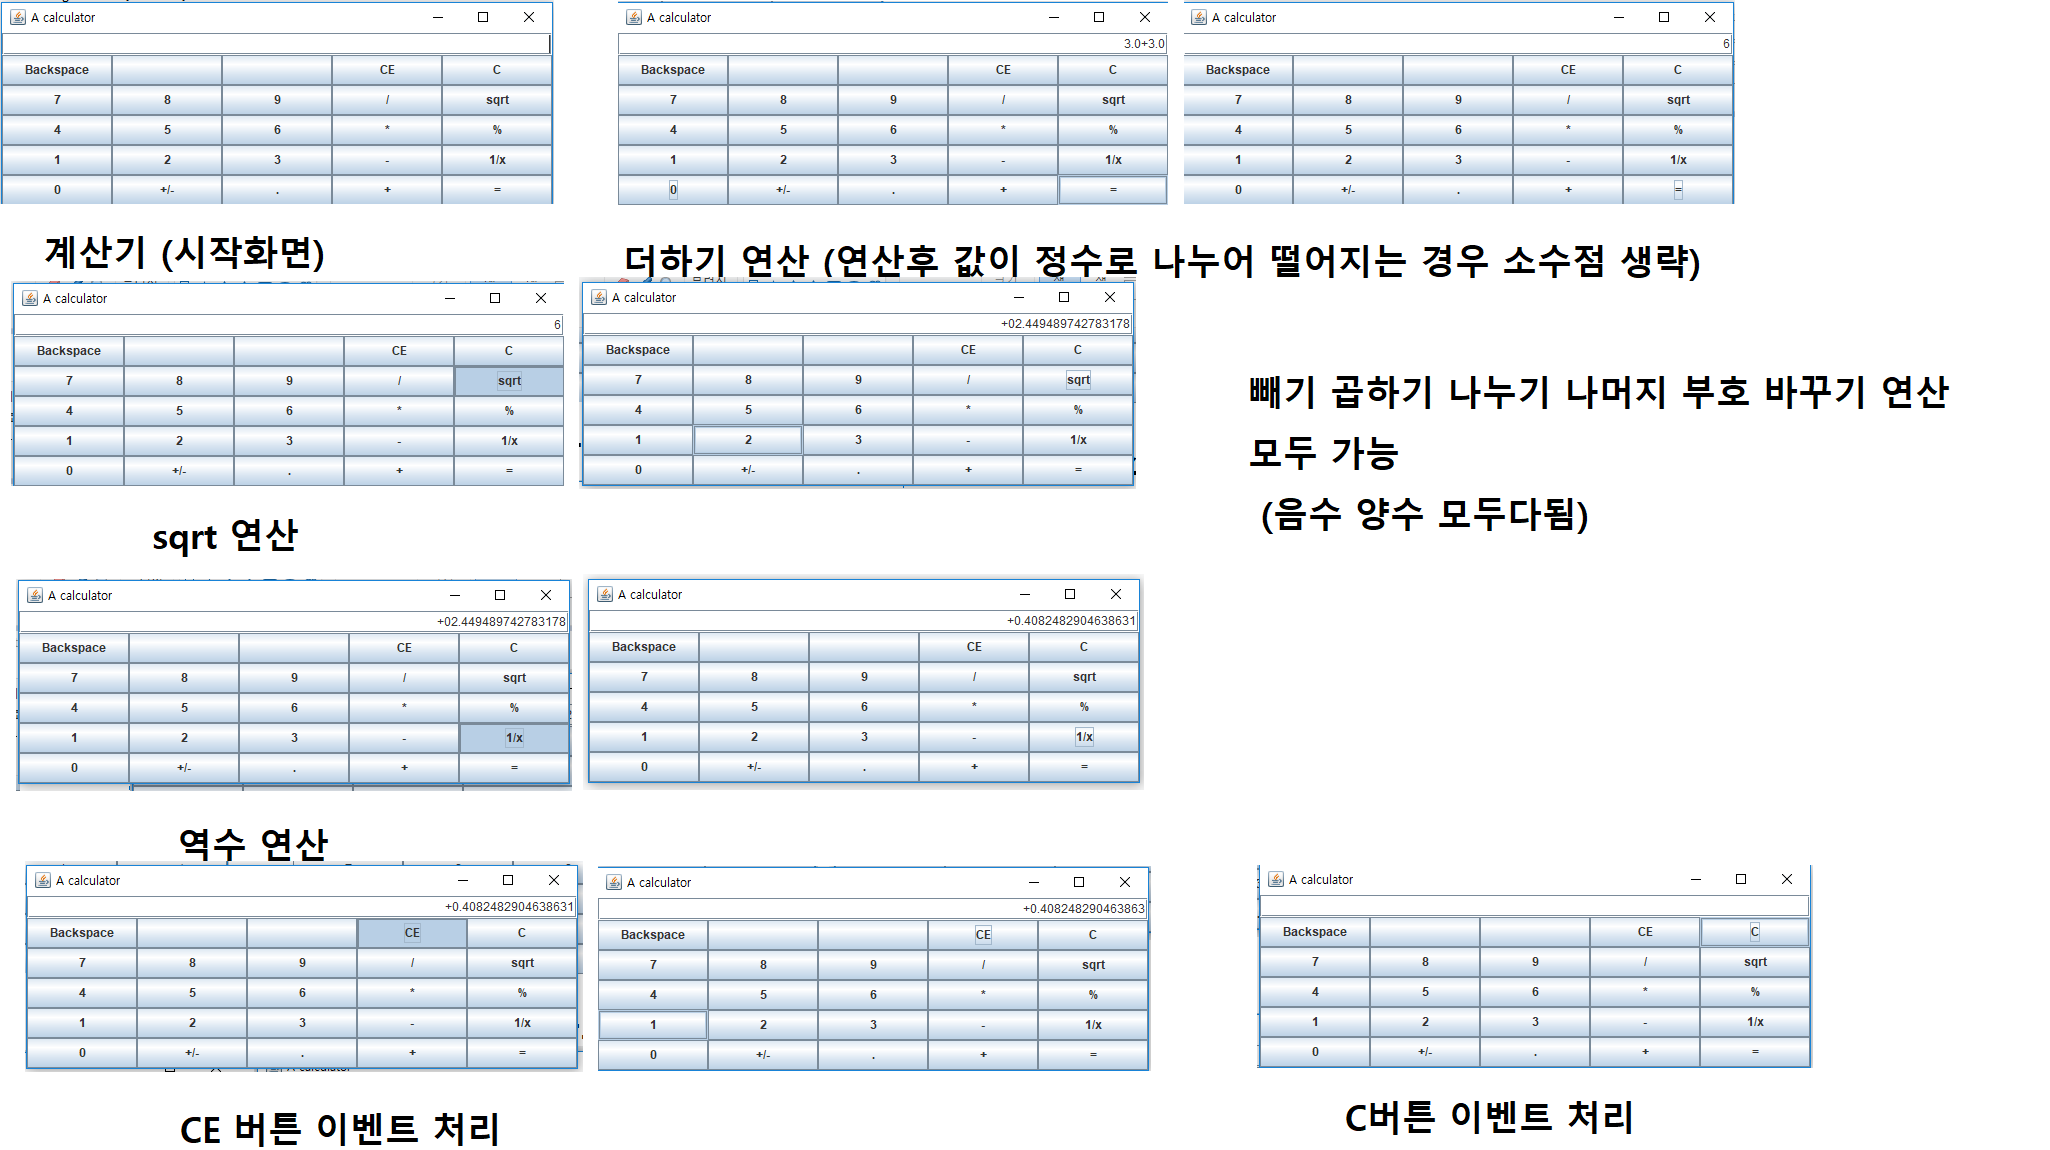 A calculator
Backspace CE C
7 8 9 / sqrt
4 5 6 * %
1 2 3 - 1/x
0 +/- . + =
계산기 (시작화면)
A calculator
3.0+3.0
Backspace CE C
7 8 9 / sqrt
4 5 6 * %
1 2 3 - 1/x
0 +/- . + =
A calculator
6
Backspace CE C
7 8 9 / sqrt
4 5 6 * %
1 2 3 - 1/x
0 +/- . + =
더하기 연산 (연산후 값이 정수로 나누어 떨어지는 경우 소수점 생략)
A calculator
6
Backspace CE C
7 8 9 / sqrt
4 5 6 * %
1 2 3 - 1/x
0 +/- . + =
A calculator
+02.449489742783178
Backspace CE C
7 8 9 / sqrt
4 5 6 * %
1 2 3 - 1/x
0 +/- . + =
sqrt 연산
빼기 곱하기 나누기 나머지 부호 바꾸기 연산
모두 가능
(음수 양수 모두다됨)
A calculator
+02.449489742783178
Backspace CE C
7 8 9 / sqrt
4 5 6 * %
1 2 3 - 1/x
0 +/- . + =
A calculator
+0.4082482904638631
Backspace CE C
7 8 9 / sqrt
4 5 6 * %
1 2 3 - 1/x
0 +/- . + =
역수 연산
A calculator
+0.4082482904638631
Backspace CE C
7 8 9 / sqrt
4 5 6 * %
1 2 3 - 1/x
0 +/- . + =
A calculator
+0.408248290463863
Backspace CE C
7 8 9 / sqrt
4 5 6 * %
1 2 3 - 1/x
0 +/- . + =
CE 버튼 이벤트 처리
A calculator
Backspace CE C
7 8 9 / sqrt
4 5 6 * %
1 2 3 - 1/x
0 +/- . + =
C버튼 이벤트 처리